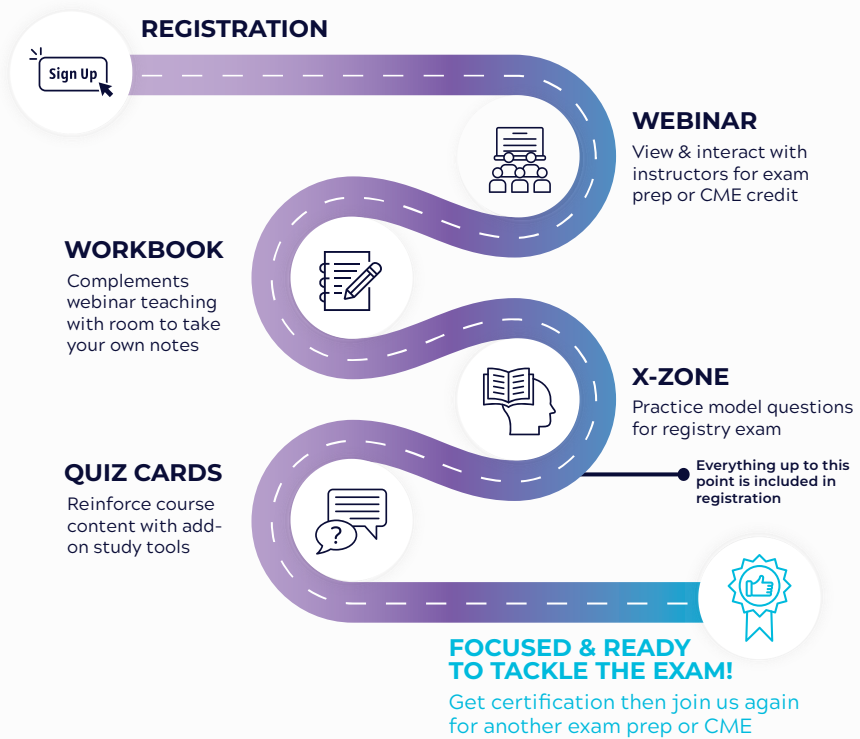 REGISTRATION
Sign Up
WEBINAR
View & interact with
instructors for exam
prep or CME credit
WORKBOOK
Complements
webinar teaching
with room to take
your own notes
X-ZONE
Practice model questions
for registry exam
Everything up to this
point is included in
registration
QUIZ CARDS
Reinforce course
content with add-
on study tools
?
FOCUSED & READY
TO TACKLE THE EXAM!
Get certification then join us again
for another exam prep or CME